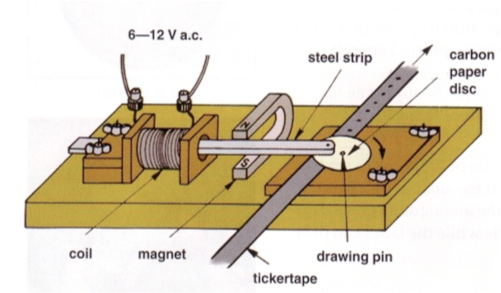 6—12 V a.c.
steel strip
carbon
paper
disc
N
S
coil
magnet
drawing pin
tickertape